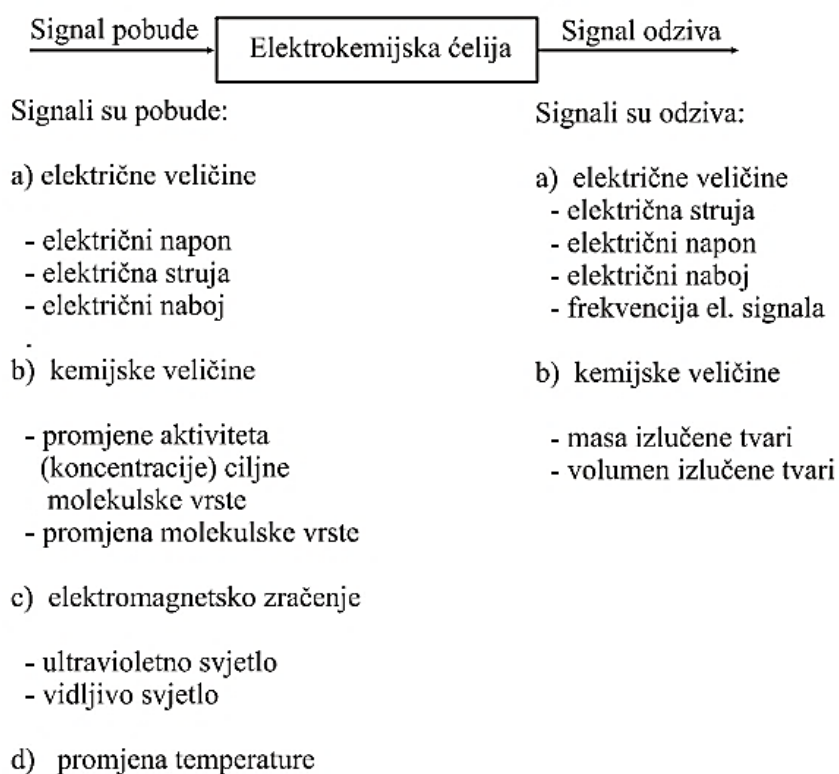 Signal pobude
Elektrokemijska ćelija
Signal odziva
Signali su pobude:
a) električne veličine
- električni napon
- električna struja
- električni naboj
b) kemijske veličine
- promjene aktiviteta
(koncentracije) ciljne
molekulske vrste
- promjena molekulske vrste
c) elektromagnetsko zračenje
- ultravioletno svjetlo
- vidljivo svjetlo
d) promjena temperature
Signali su odziva:
a) električne veličine
- električna struja
- električni napon
- električni naboj
- frekvencija el. signala
b) kemijske veličine
- masa izlučene tvari
- volumen izlučene tvari